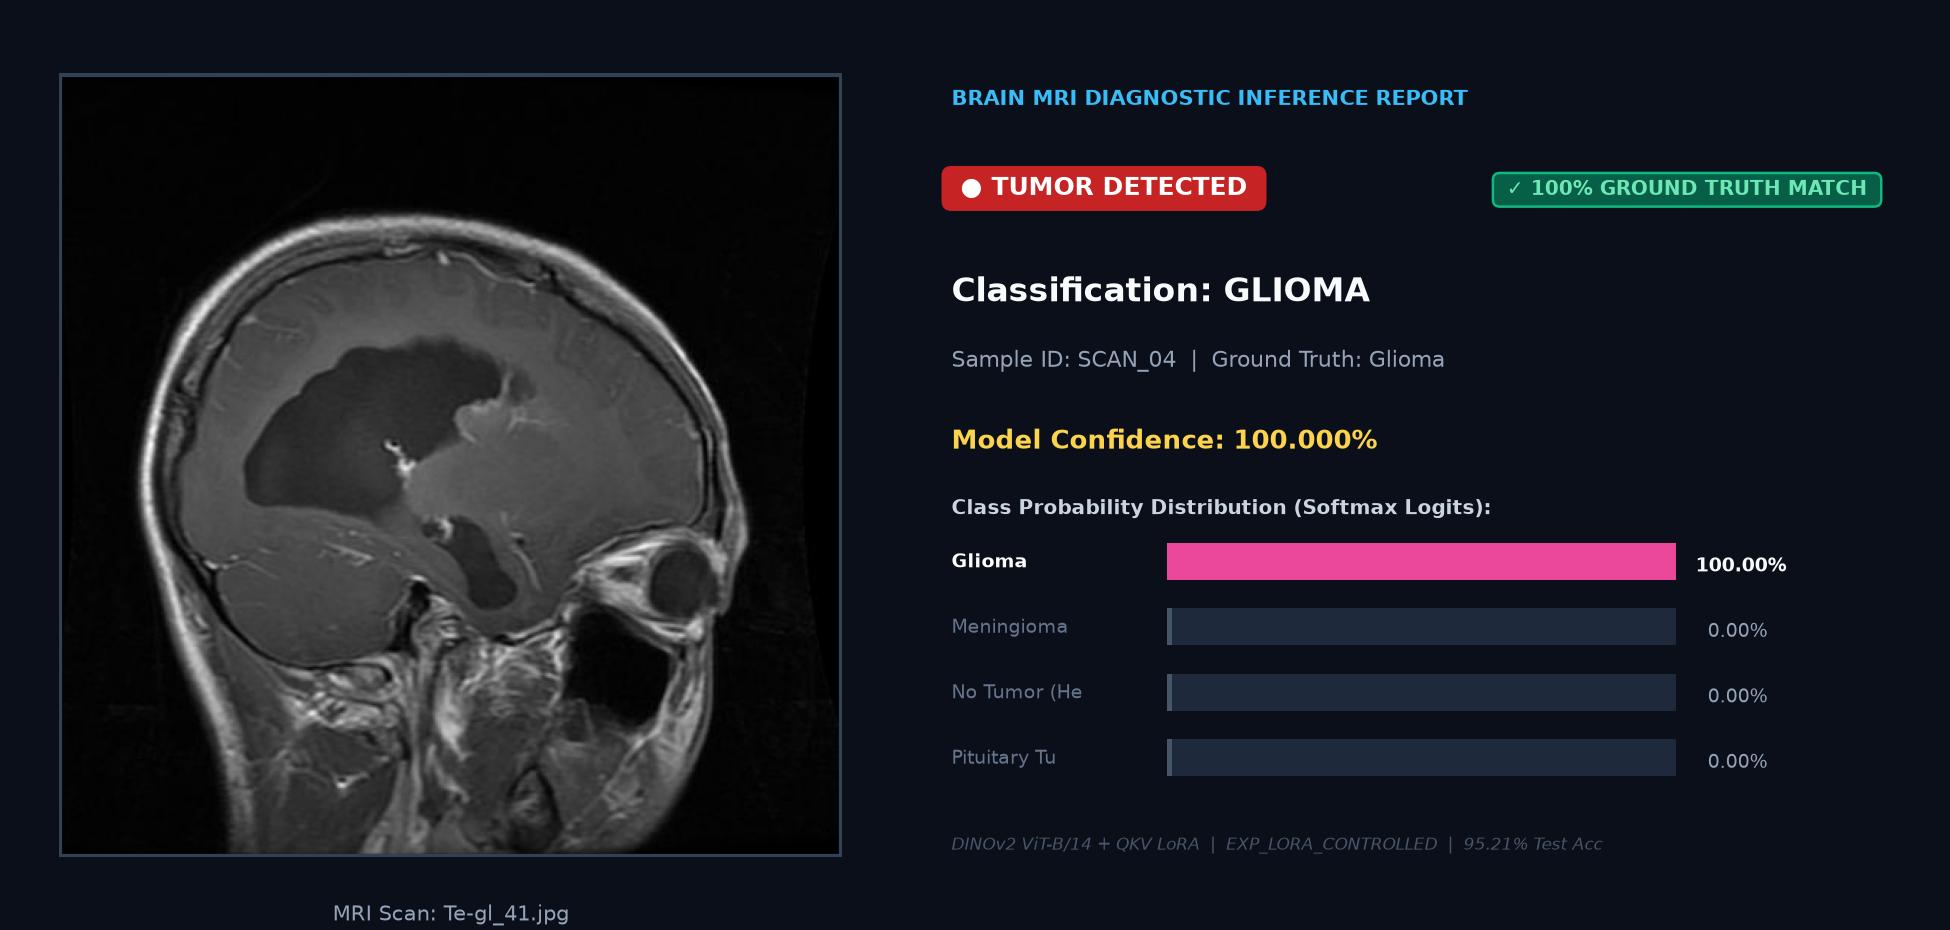 BRAIN MRI DIAGNOSTIC INFERENCE REPORT
● TUMOR DETECTED
✓ 100% GROUND TRUTH MATCH
Classification: GLIOMA
Sample ID: SCAN_04 | Ground Truth: Glioma
Model Confidence: 100.000%
Class Probability Distribution (Softmax Logits):
Glioma 100.00%
Meningioma 0.00%
No Tumor (He 0.00%
Pituitary Tu 0.00%
DINOv2 ViT-B/14 + QKV LoRA | EXP_LORA_CONTROLLED | 95.21% Test Acc
MRI Scan: Te-gl_41.jpg